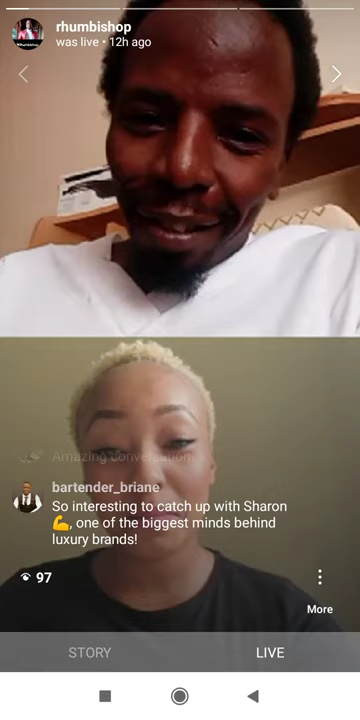 rhumbishop
was live • 12h ago
Amazing conversation
bartender_briane
So interesting to catch up with Sharon
💪, one of the biggest minds behind
luxury brands!
97
More
STORY
LIVE